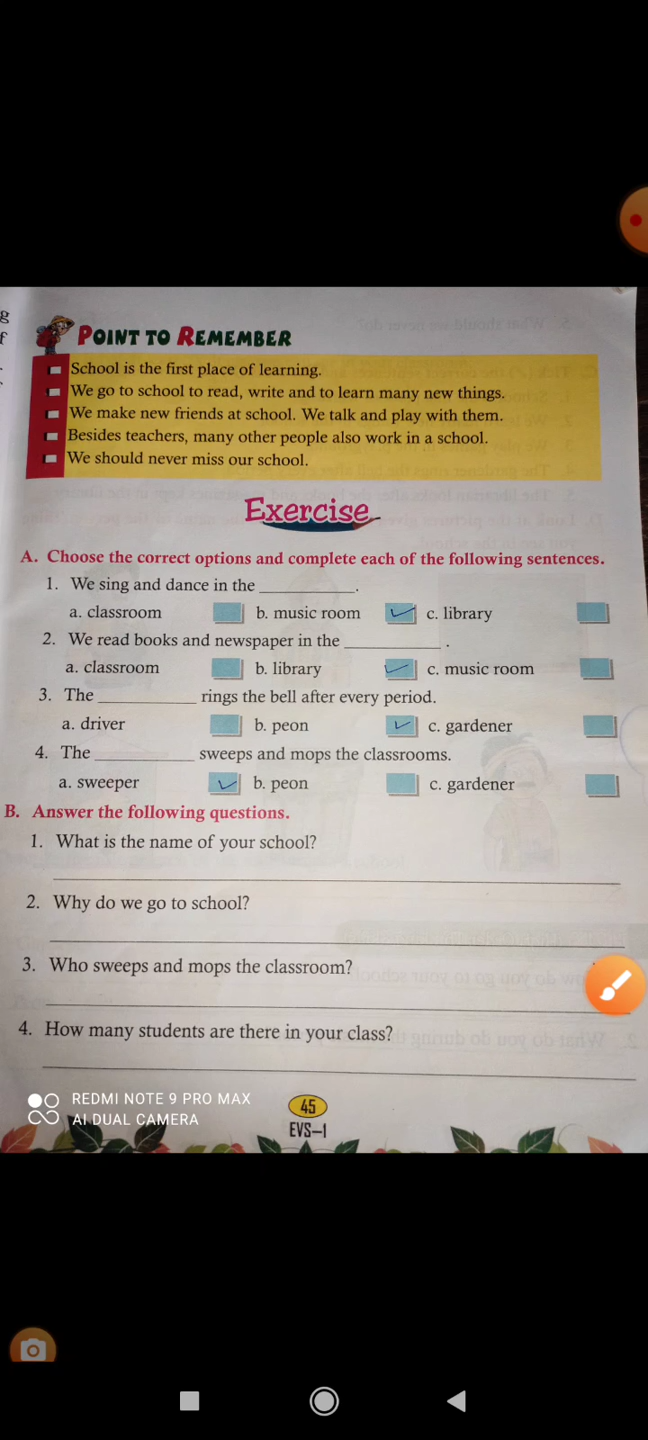 g
f
POINT TO REMEMBER
School is the first place of learning.
We go to school to read, write and to learn many new things.
We make new friends at school. We talk and play with them.
Besides teachers, many other people also work in a school.
We should never miss our school.
Exercise
A. Choose the correct options and complete each of the following sentences.
1. We sing and dance in the ___________.
a. classroom b. music room ✓ c. library
2. We read books and newspaper in the ___________ .
a. classroom b. library ✓ c. music room
3. The ___________ rings the bell after every period.
a. driver b. peon ✓ c. gardener
4. The ___________ sweeps and mops the classrooms.
a. sweeper ✓ b. peon c. gardener
B. Answer the following questions.
1. What is the name of your school?
2. Why do we go to school?
3. Who sweeps and mops the classroom?
4. How many students are there in your class?
REDMI NOTE 9 PRO MAX
AI DUAL CAMERA
45
EVS-1